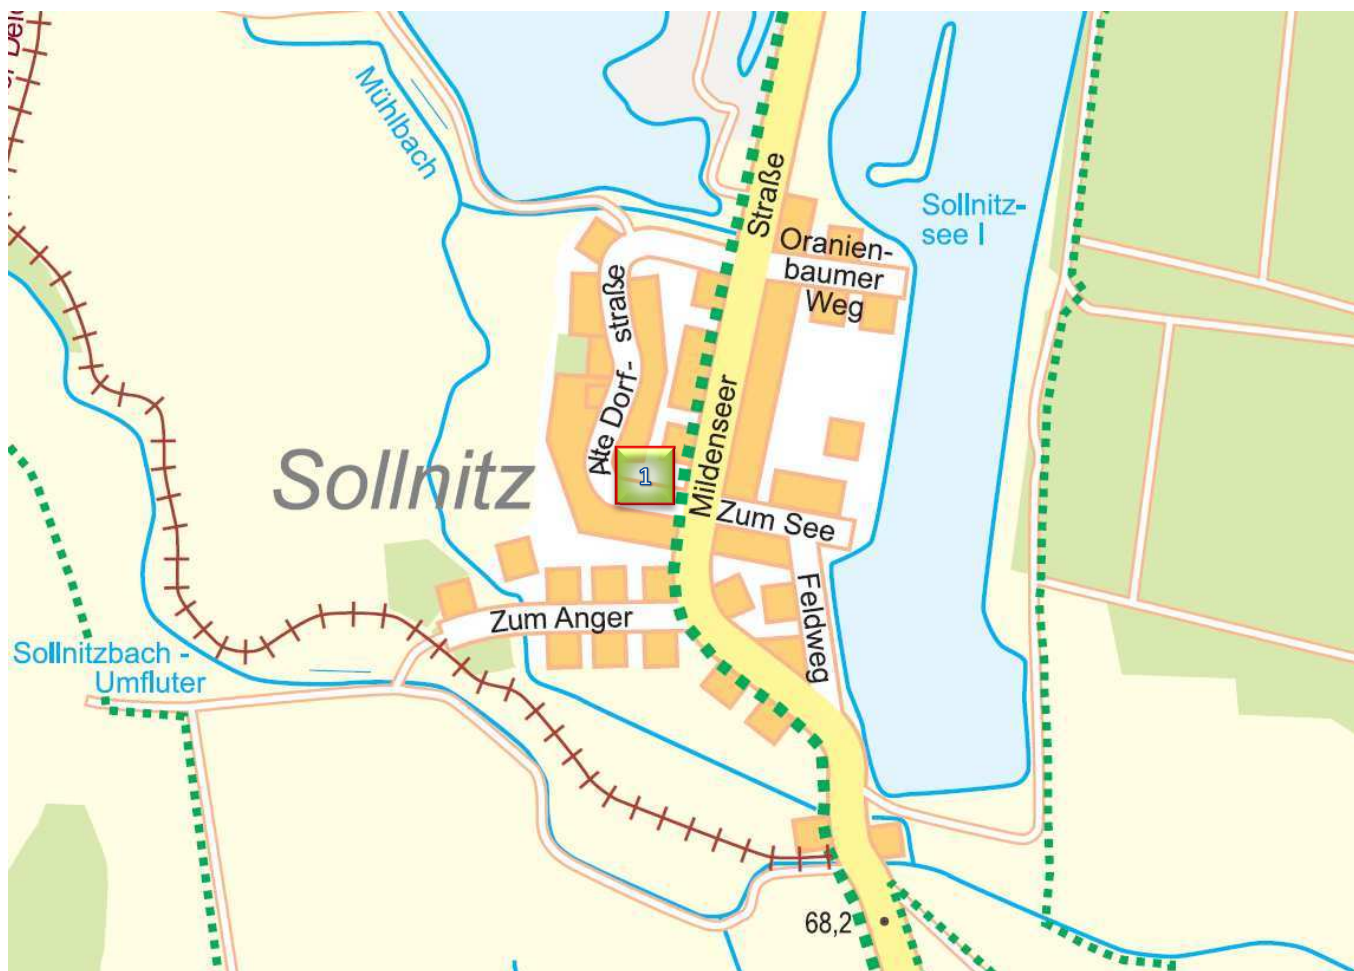 Mühlbach
Straße
Sollnitz-
see I
Oranien-
baumer
Weg
Alte Dorf-
straße
Mildenseer
Sollnitz
1
Zum See
Feldweg
Zum Anger
Sollnitzbach -
Umfluter
68,2